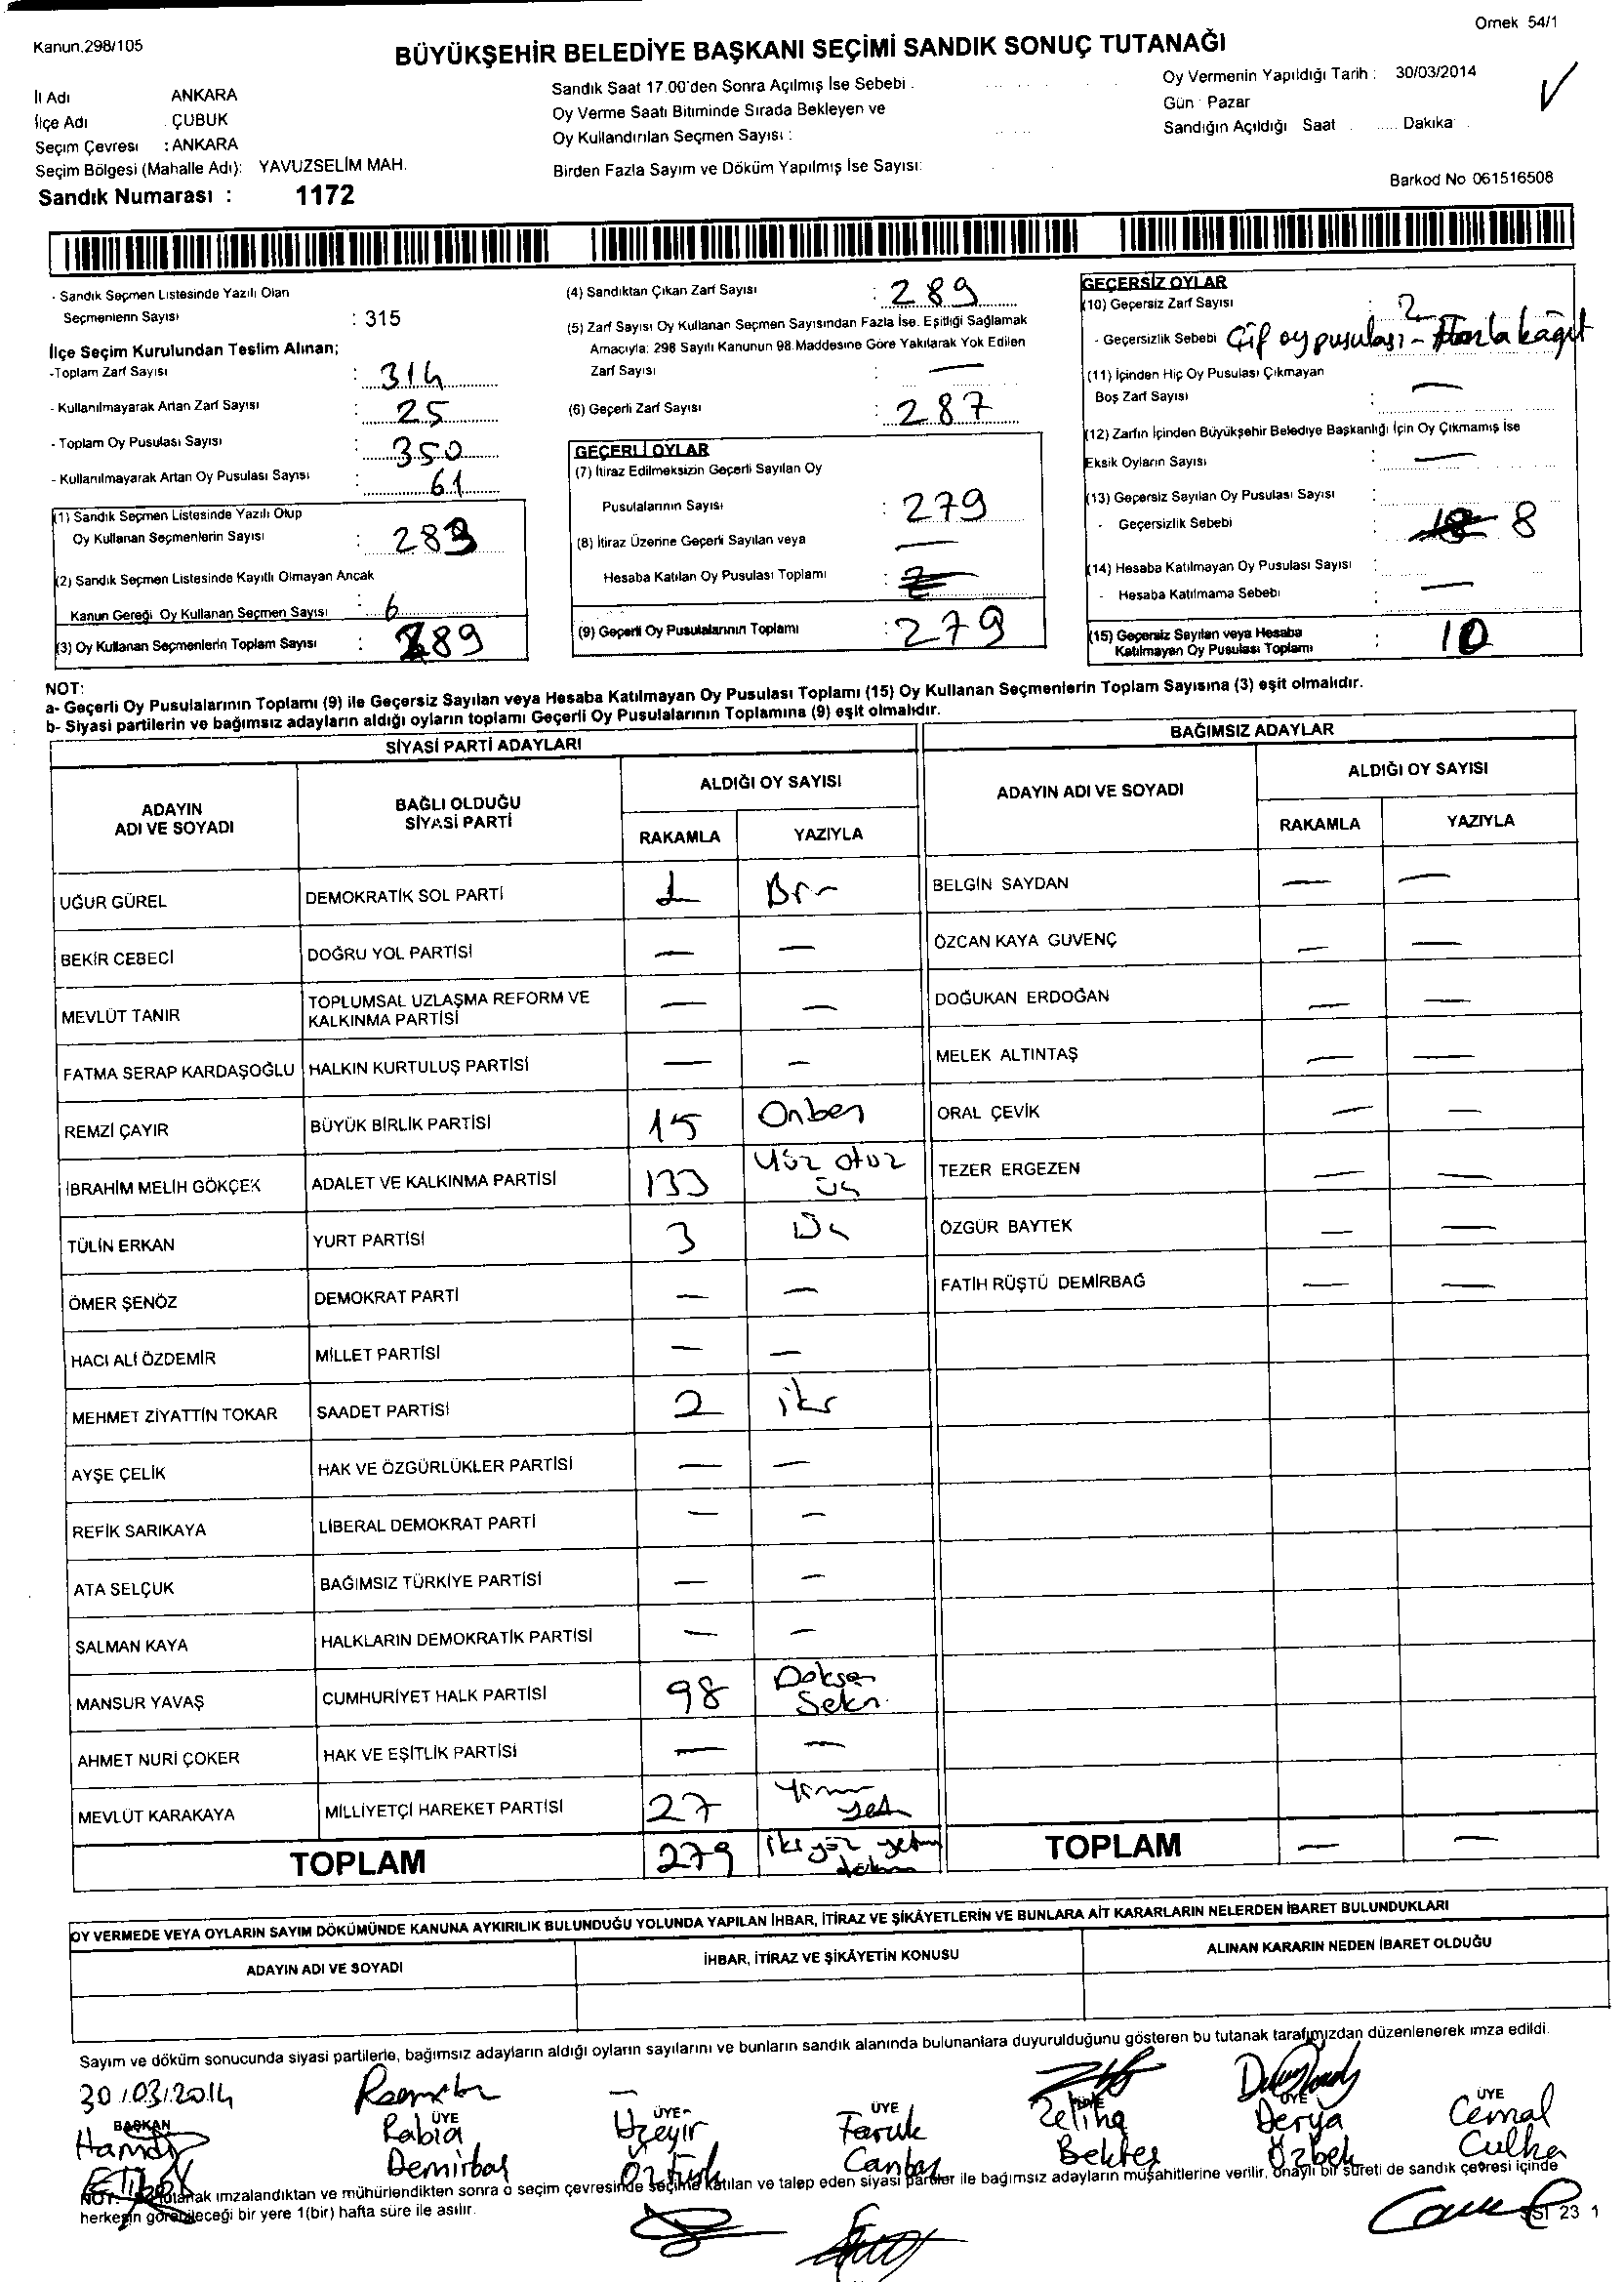 Örnek 54/1
Kanun.298/105
BÜYÜKŞEHİR BELEDİYE BAŞKANI SEÇİMİ SANDIK SONUÇ TUTANAĞI
İl Adı ANKARA
İlçe Adı ÇUBUK
Seçim Çevresi : ANKARA
Seçim Bölgesi (Mahalle Adı): YAVUZSELİM MAH.
Sandık Numarası : 1172
Sandık Saat 17.00'den Sonra Açılmış İse Sebebi .
Oy Verme Saati Bitiminde Sırada Bekleyen ve
Oy Kullandırılan Seçmen Sayısı :
Birden Fazla Sayım ve Döküm Yapılmış İse Sayısı:
Oy Vermenin Yapıldığı Tarih : 30/03/2014
Gün : Pazar
Sandığın Açıldığı Saat ..... Dakika
Barkod No 061516508
- Sandık Seçmen Listesinde Yazılı Olan
Seçmenlerin Sayısı : 315
İlçe Seçim Kurulundan Teslim Alınan;
-Toplam Zarf Sayısı : 314
- Kullanılmayarak Artan Zarf Sayısı : 25
- Toplam Oy Pusulası Sayısı : 350
- Kullanılmayarak Artan Oy Pusulası Sayısı : 61
(1) Sandık Seçmen Listesinde Yazılı Olup
Oy Kullanan Seçmenlerin Sayısı : 283
(2) Sandık Seçmen Listesinde Kayıtlı Olmayan Ancak
Kanun Gereği Oy Kullanan Seçmen Sayısı : 6
(3) Oy Kullanan Seçmenlerin Toplam Sayısı : 289
(4) Sandıktan Çıkan Zarf Sayısı : 289
(5) Zarf Sayısı Oy Kullanan Seçmen Sayısından Fazla İse. Eşitliği Sağlamak
Amacıyla; 298 Sayılı Kanunun 98.Maddesine Göre Yakılarak Yok Edilen
Zarf Sayısı : —
(6) Geçerli Zarf Sayısı : 287
GEÇERLİ OYLAR
(7) İtiraz Edilmeksizin Geçerli Sayılan Oy
Pusulalarının Sayısı : 279
(8) İtiraz Üzerine Geçerli Sayılan veya —
Hesaba Katılan Oy Pusulası Toplamı :
(9) Geçerli Oy Pusulalarının Toplamı : 279
GEÇERSİZ OYLAR
(10) Geçersiz Zarf Sayısı : 2
- Geçersizlik Sebebi Çif oy pusulası - Fazla kağıt
(11) İçinden Hiç Oy Pusulası Çıkmayan
Boş Zarf Sayısı : —
(12) Zarfın İçinden Büyükşehir Belediye Başkanlığı İçin Oy Çıkmamış İse
Eksik Oyların Sayısı : —
(13) Geçersiz Sayılan Oy Pusulası Sayısı :
- Geçersizlik Sebebi : 18 8
(14) Hesaba Katılmayan Oy Pusulası Sayısı :
- Hesaba Katılmama Sebebi : —
(15) Geçersiz Sayılan veya Hesaba
Katılmayan Oy Pusulası Toplamı : 10
NOT:
a- Geçerli Oy Pusulalarının Toplamı (9) ile Geçersiz Sayılan veya Hesaba Katılmayan Oy Pusulası Toplamı (15) Oy Kullanan Seçmenlerin Toplam Sayısına (3) eşit olmalıdır.
b- Siyasi partilerin ve bağımsız adayların aldığı oyların toplamı Geçerli Oy Pusulalarının Toplamına (9) eşit olmalıdır.
SİYASİ PARTİ ADAYLARI
ADAYIN ADI VE SOYADI
BAĞLI OLDUĞU SİYASİ PARTİ
ALDIĞI OY SAYISI
RAKAMLA YAZIYLA
UĞUR GÜREL DEMOKRATİK SOL PARTİ 1 Bir
BEKİR CEBECİ DOĞRU YOL PARTİSİ — —
MEVLÜT TANIR TOPLUMSAL UZLAŞMA REFORM VE KALKINMA PARTİSİ — —
FATMA SERAP KARDAŞOĞLU HALKIN KURTULUŞ PARTİSİ — —
REMZİ ÇAYIR BÜYÜK BİRLİK PARTİSİ 15 Onbeş
İBRAHİM MELİH GÖKÇEK ADALET VE KALKINMA PARTİSİ 133 Yüz otuz üç
TÜLİN ERKAN YURT PARTİSİ 3 Üç
ÖMER ŞENÖZ DEMOKRAT PARTİ — —
HACI ALİ ÖZDEMİR MİLLET PARTİSİ — —
MEHMET ZİYATTİN TOKAR SAADET PARTİSİ 2 iki
AYŞE ÇELİK HAK VE ÖZGÜRLÜKLER PARTİSİ — —
REFİK SARIKAYA LİBERAL DEMOKRAT PARTİ — —
ATA SELÇUK BAĞIMSIZ TÜRKİYE PARTİSİ — —
SALMAN KAYA HALKLARIN DEMOKRATİK PARTİSİ — —
MANSUR YAVAŞ CUMHURİYET HALK PARTİSİ 98 Doksan Sekiz
AHMET NURİ ÇOKER HAK VE EŞİTLİK PARTİSİ — —
MEVLÜT KARAKAYA MİLLİYETÇİ HAREKET PARTİSİ 27 Yirmi yedi
TOPLAM 279 iki yüz yetmiş dokuz
BAĞIMSIZ ADAYLAR
ADAYIN ADI VE SOYADI
ALDIĞI OY SAYISI
RAKAMLA YAZIYLA
BELGİN SAYDAN — —
ÖZCAN KAYA GÜVENÇ — —
DOĞUKAN ERDOĞAN — —
MELEK ALTINTAŞ — —
ORAL ÇEVİK — —
TEZER ERGEZEN — —
ÖZGÜR BAYTEK — —
FATİH RÜŞTÜ DEMİRBAĞ — —
TOPLAM — —
OY VERMEDE VEYA OYLARIN SAYIM DÖKÜMÜNDE KANUNA AYKIRILIK BULUNDUĞU YOLUNDA YAPILAN İHBAR, İTİRAZ VE ŞİKÂYETLERİN VE BUNLARA AİT KARARLARIN NELERDEN İBARET BULUNDUKLARI
ADAYIN ADI VE SOYADI İHBAR, İTİRAZ VE ŞİKÂYETİN KONUSU ALINAN KARARIN NEDEN İBARET OLDUĞU
Sayım ve döküm sonucunda siyasi partilerle, bağımsız adayların aldığı oyların sayılarını ve bunların sandık alanında bulunanlara duyurulduğunu gösteren bu tutanak tarafımızdan düzenlenerek imza edildi.
30/03/2014
BAŞKAN ÜYE ÜYE ÜYE ÜYE ÜYE ÜYE
Hamdi Rabia Üzeyir Faruk Zeliha Derya Cemal
Demirbaş Öztürk Canbaş Bekteş Özbek Culha
NOT: Bu tutanak imzalandıktan ve mühürlendikten sonra o seçim çevresinde seçime katılan ve talep eden siyasi partiler ile bağımsız adayların müşahitlerine verilir, onaylı bir sureti de sandık çevresi içinde
herkesin görebileceği bir yere 1(bir) hafta süre ile asılır.
23 1